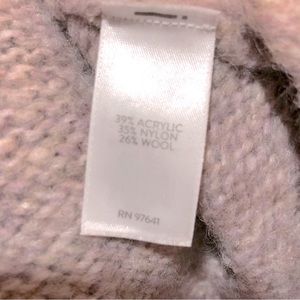 39% ACRYLIC
35% NYLON
26% WOOL
RN 97641